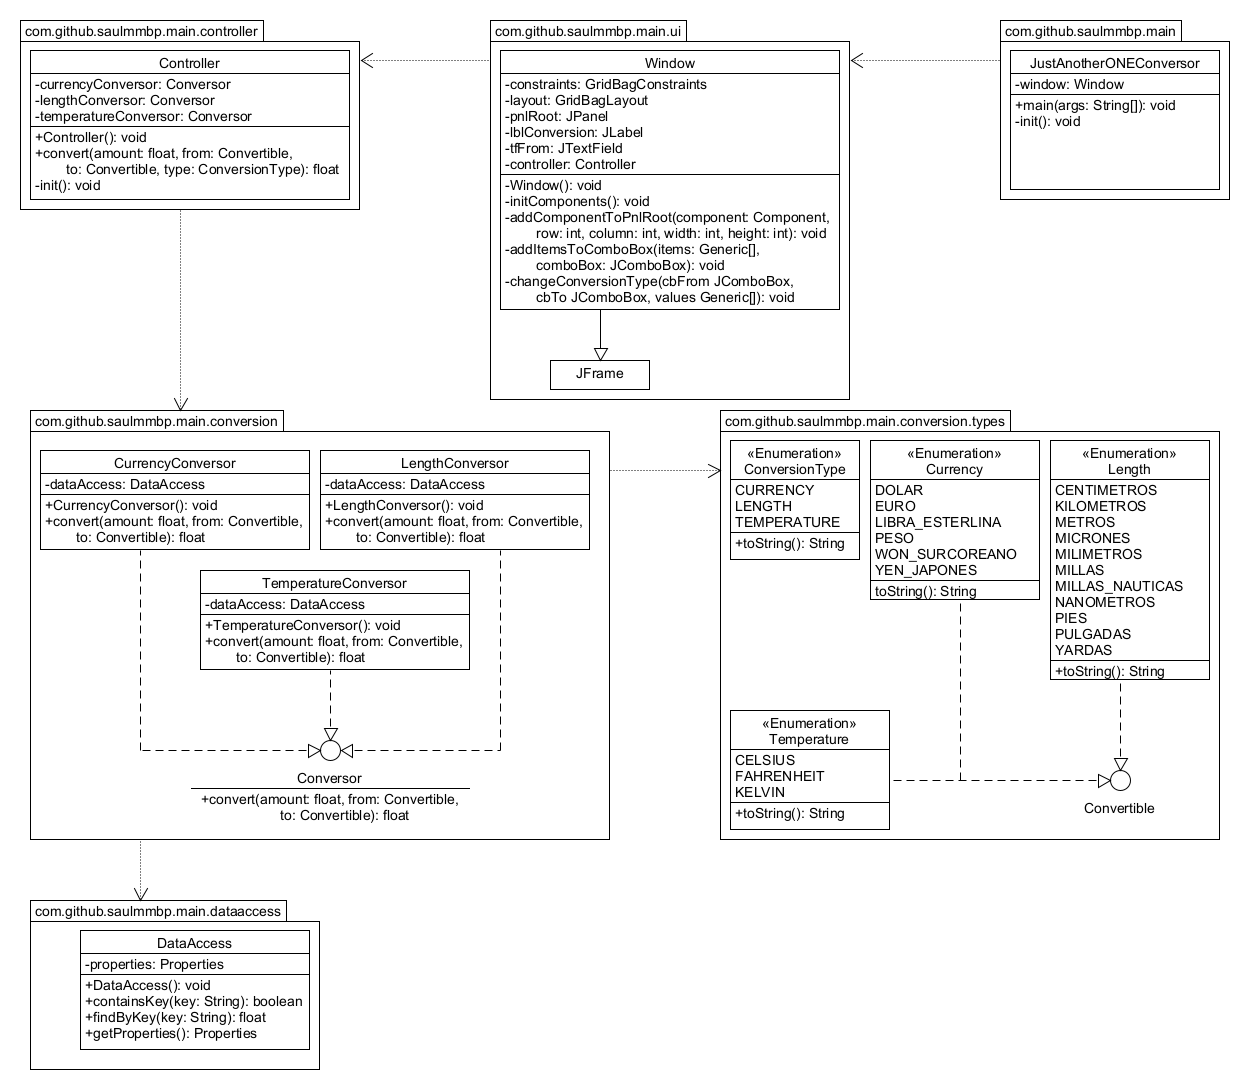 com.github.saulmmbp.main.controller
Controller
-currencyConversor: Conversor
-lengthConversor: Conversor
-temperatureConversor: Conversor
+Controller(): void
+convert(amount: float, from: Convertible,
to: Convertible, type: ConversionType): float
-init(): void
com.github.saulmmbp.main.ui
Window
-constraints: GridBagConstraints
-layout: GridBagLayout
-pnlRoot: JPanel
-lblConversion: JLabel
-tfFrom: JTextField
-controller: Controller
-Window(): void
-initComponents(): void
-addComponentToPnlRoot(component: Component,
row: int, column: int, width: int, height: int): void
-addItemsToComboBox(items: Generic[],
comboBox: JComboBox): void
-changeConversionType(cbFrom JComboBox,
cbTo JComboBox, values Generic[]): void
JFrame
com.github.saulmmbp.main
JustAnotherONEConversor
-window: Window
+main(args: String[]): void
-init(): void
com.github.saulmmbp.main.conversion
CurrencyConversor
-dataAccess: DataAccess
+CurrencyConversor(): void
+convert(amount: float, from: Convertible,
to: Convertible): float
LengthConversor
-dataAccess: DataAccess
+LengthConversor(): void
+convert(amount: float, from: Convertible,
to: Convertible): float
TemperatureConversor
-dataAccess: DataAccess
+TemperatureConversor(): void
+convert(amount: float, from: Convertible,
to: Convertible): float
Conversor
+convert(amount: float, from: Convertible,
to: Convertible): float
com.github.saulmmbp.main.conversion.types
«Enumeration»
ConversionType
CURRENCY
LENGTH
TEMPERATURE
+toString(): String
«Enumeration»
Currency
DOLAR
EURO
LIBRA_ESTERLINA
PESO
WON_SURCOREANO
YEN_JAPONES
toString(): String
«Enumeration»
Length
CENTIMETROS
KILOMETROS
METROS
MICRONES
MILIMETROS
MILLAS
MILLAS_NAUTICAS
NANOMETROS
PIES
PULGADAS
YARDAS
+toString(): String
«Enumeration»
Temperature
CELSIUS
FAHRENHEIT
KELVIN
+toString(): String
Convertible
com.github.saulmmbp.main.dataaccess
DataAccess
-properties: Properties
+DataAccess(): void
+containsKey(key: String): boolean
+findByKey(key: String): float
+getProperties(): Properties